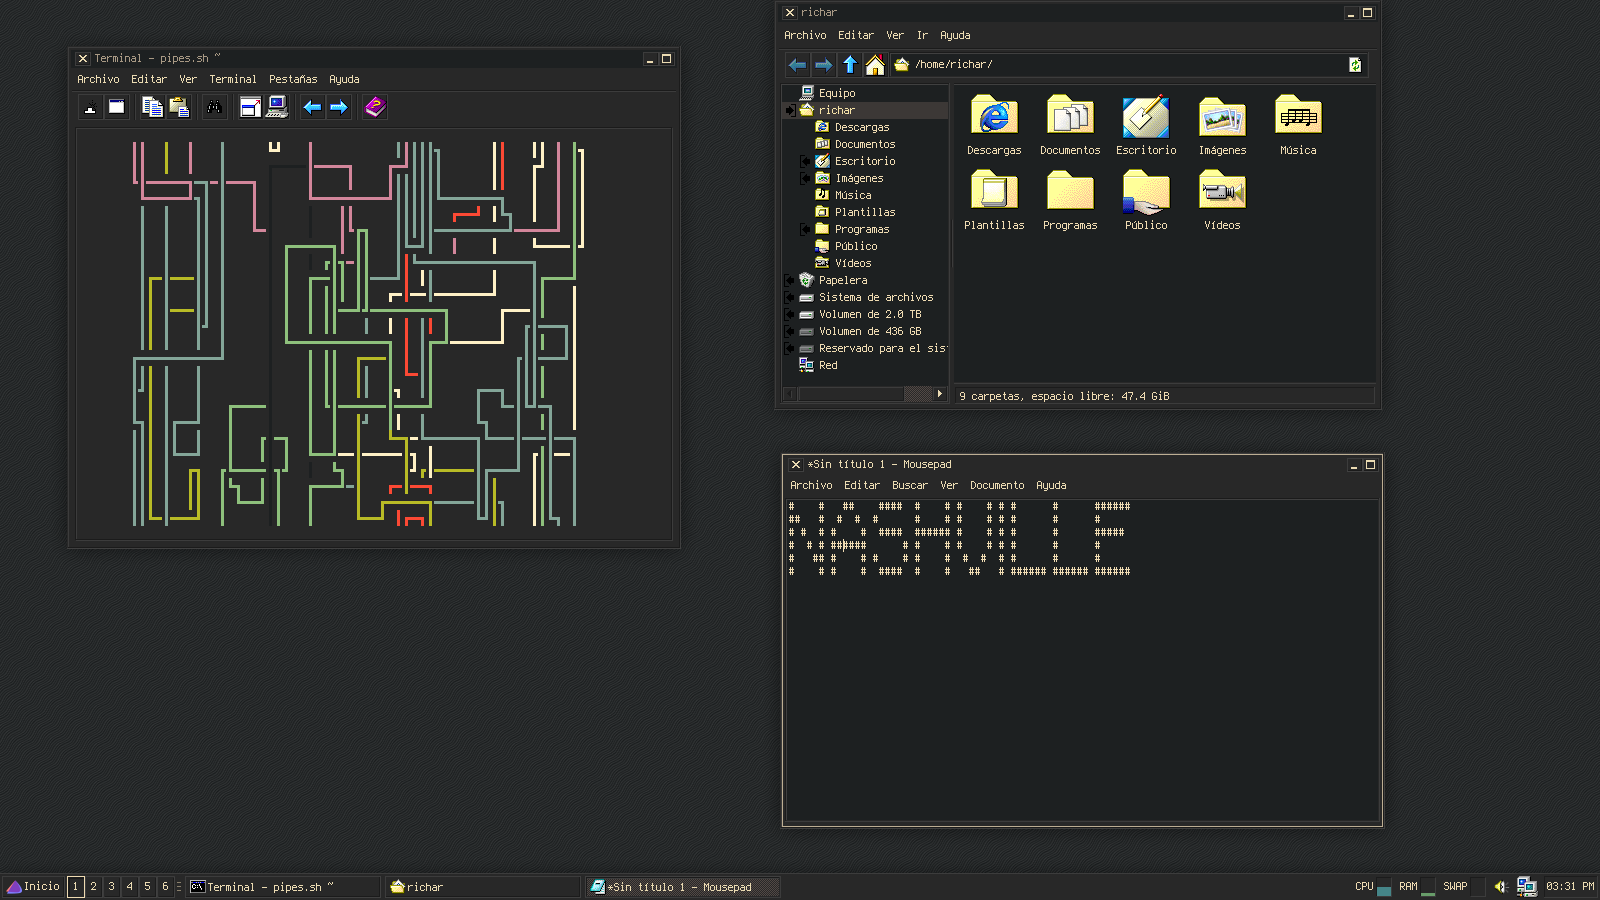 Terminal - pipes.sh ~
Archivo Editar Ver Terminal Pestañas Ayuda
richar
Archivo Editar Ver Ir Ayuda
/home/richar/
Equipo
richar
Descargas
Documentos
Escritorio
Imágenes
Música
Plantillas
Programas
Público
Vídeos
Papelera
Sistema de archivos
Volumen de 2.0 TB
Volumen de 436 GB
Reservado para el sis
Red
Descargas Documentos Escritorio Imágenes Música
Plantillas Programas Público Vídeos
9 carpetas, espacio libre: 47.4 GiB
*Sin título 1 - Mousepad
Archivo Editar Buscar Ver Documento Ayuda
NASHVILLE
Inicio 1 2 3 4 5 6 Terminal - pipes.sh ~ richar *Sin título 1 - Mousepad CPU RAM SWAP 03:31 PM